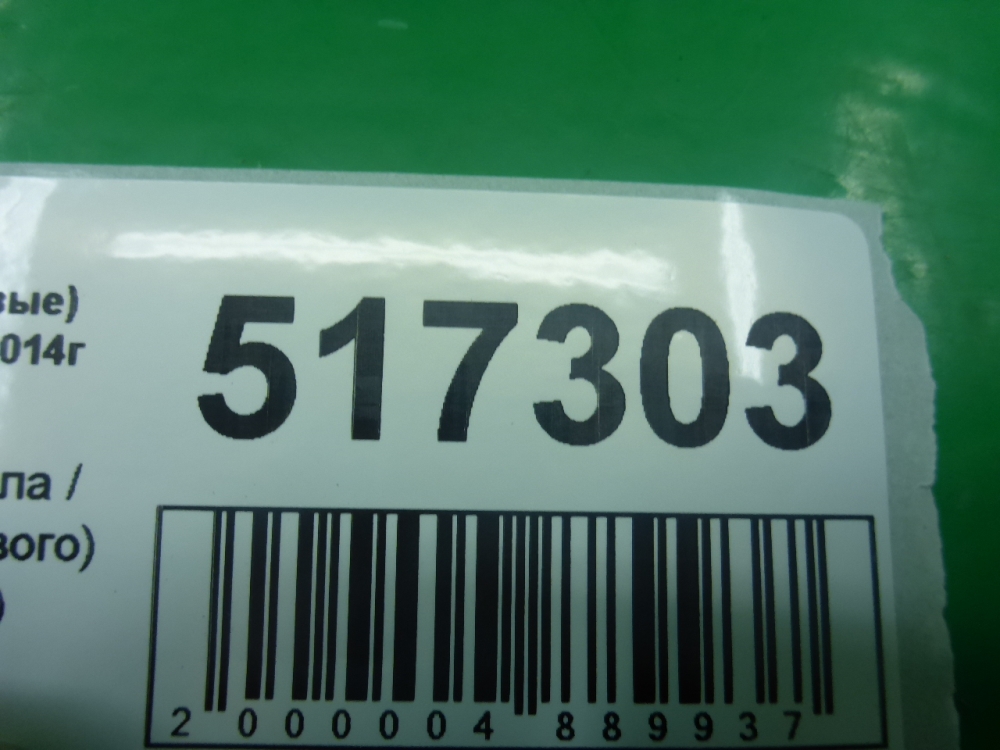 вые)
014г
517303
ла /
вого)
)
2 000004 889937